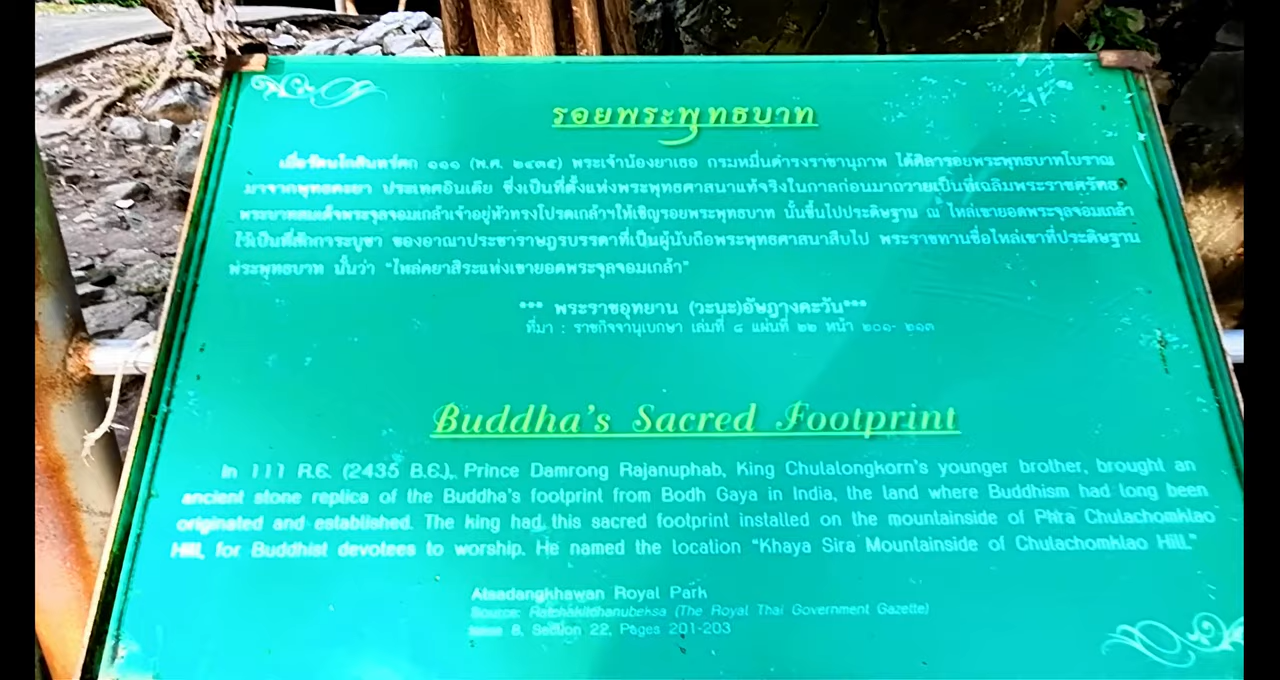 รอยพระพุทธบาท
เมื่อรัตนโกสินทร์ศก ๑๑๑ (พ.ศ. ๒๔๓๕) พระเจ้าน้องยาเธอ กรมหมื่นดำรงราชานุภาพ ได้ศิลารอยพระพุทธบาทโบราณ
มาจากพุทธคะยา ประเทศอินเดีย ซึ่งเป็นที่ตั้งแห่งพระพุทธศาสนาแท้จริงในกาลก่อนมาถวายเป็นที่เฉลิมพระราชศรัทธา
พระบาทสมเด็จพระจุลจอมเกล้าเจ้าอยู่หัวทรงโปรดเกล้าฯให้เชิญรอยพระพุทธบาท นั้นขึ้นไปประดิษฐาน ณ ไหล่เขายอดพระจุลจอมเกล้า
ไว้เป็นที่สักการะบูชา ของอาณาประชาราษฎรบรรดาที่เป็นผู้นับถือพระพุทธศาสนาสืบไป พระราชทานชื่อไหล่เขาที่ประดิษฐาน
พระพุทธบาท นั้นว่า “ไหล่คยาสิระแห่งเขายอดพระจุลจอมเกล้า”
*** พระราชอุทยาน (วะนะ)อัษฎางคะวัน***
ที่มา : ราชกิจจานุเบกษา เล่มที่ ๘ แผ่นที่ ๒๒ หน้า ๒๐๑- ๒๑๓
Buddha's Sacred Footprint
In 111 R.E. (2435 B.E.), Prince Damrong Rajanuphab, King Chulalongkorn's younger brother, brought an
ancient stone replica of the Buddha's footprint from Bodh Gaya in India, the land where Buddhism had long been
originated and established. The king had this sacred footprint installed on the mountainside of Phra Chulachomklao
Hill, for Buddhist devotees to worship. He named the location “Khaya Sira Mountainside of Chulachomklao Hill.”
Alsadangkhawan Royal Park
Source: Ratchakitchanubeksa (The Royal Thai Government Gazette)
Issue 8, Section 22, Pages 201-203